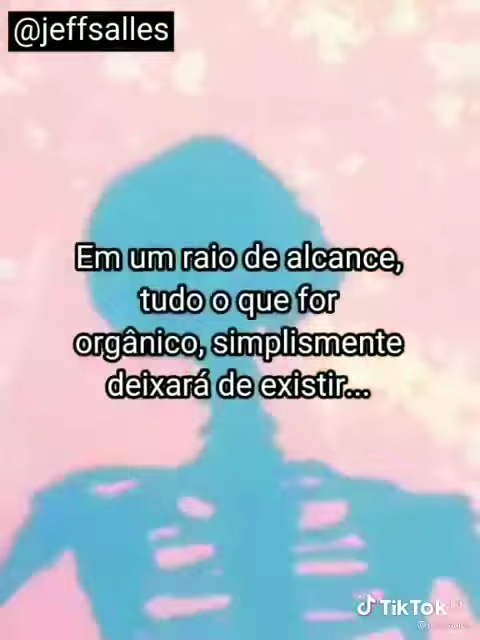 @jeffsalles
Em um raio de alcance,
tudo o que for
orgânico, simplismente
deixará de existir...
TikTok